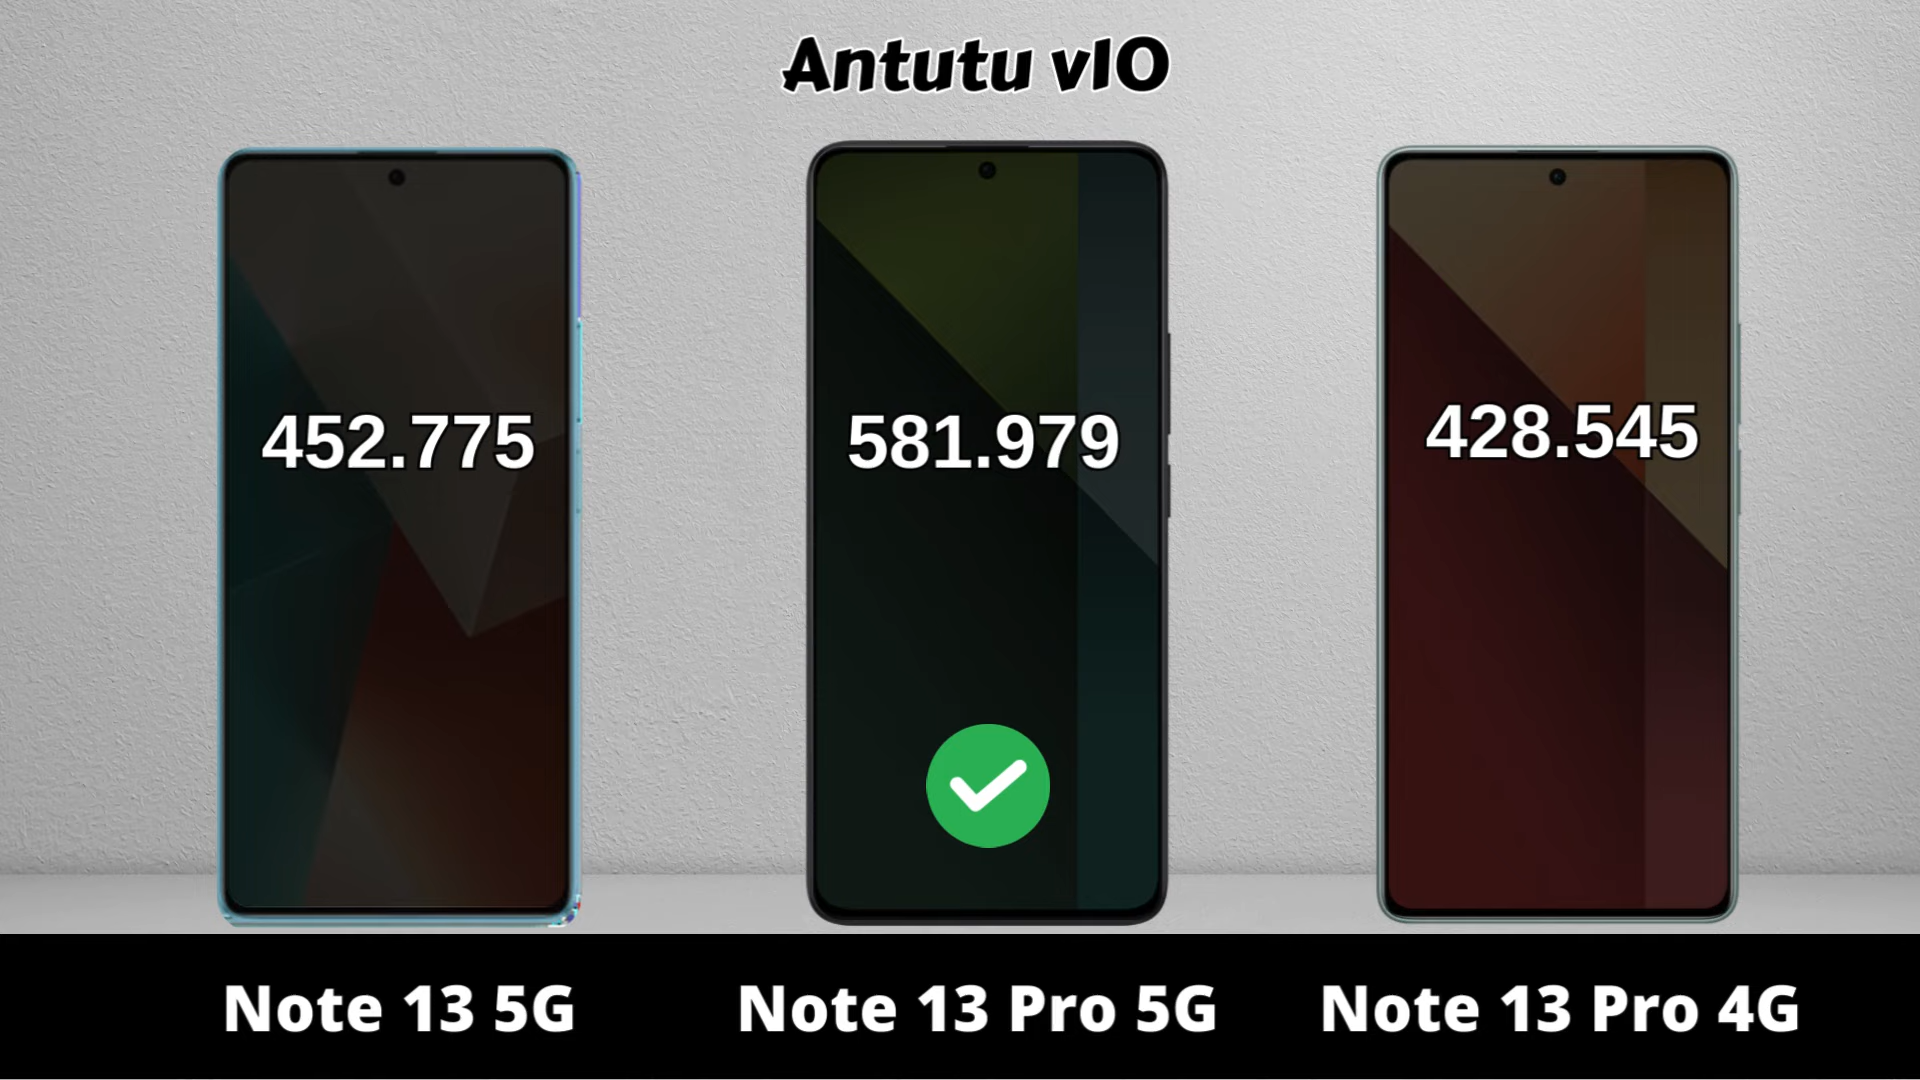 Antutu v10
452.775
581.979
428.545
Note 13 5G
Note 13 Pro 5G
Note 13 Pro 4G